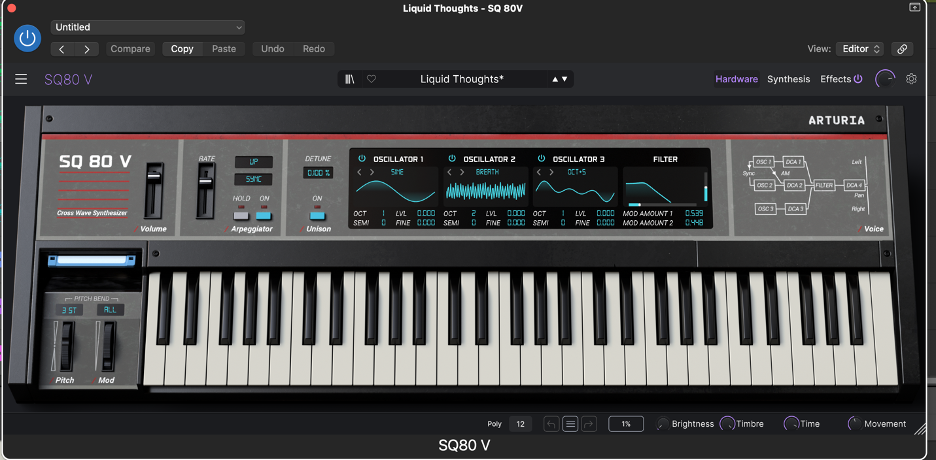 Liquid Thoughts - SQ 80V
Untitled
Compare Copy Paste Undo Redo View: Editor
SQ80 V Liquid Thoughts* Hardware Synthesis Effects
ARTURIA
SQ 80 V
Cross Wave Synthesizer
Volume
RATE
UP
SYNC
HOLD ON
Arpeggiator
DETUNE
0.00 %
ON
Unison
OSCILLATOR 1
SINE
OCT 1 LVL 0.000
SEMI 0 FINE 0.000
OSCILLATOR 2
BREATH
OCT 2 LVL 0.000
SEMI 0 FINE 0.000
OSCILLATOR 3
OCT+5
OCT 1 LVL 0.000
SEMI 0 FINE 0.000
FILTER
MOD AMOUNT 1 0.539
MOD AMOUNT 2 0.448
OSC 1 DCA 1 Left
Sync AM
OSC 2 DCA 2 FILTER DCA 4 Pan
OSC 3 DCA 3 Right
Voice
PITCH BEND
3 ST ALL
Pitch Mod
Poly 12 1% Brightness Timbre Time Movement
SQ80 V